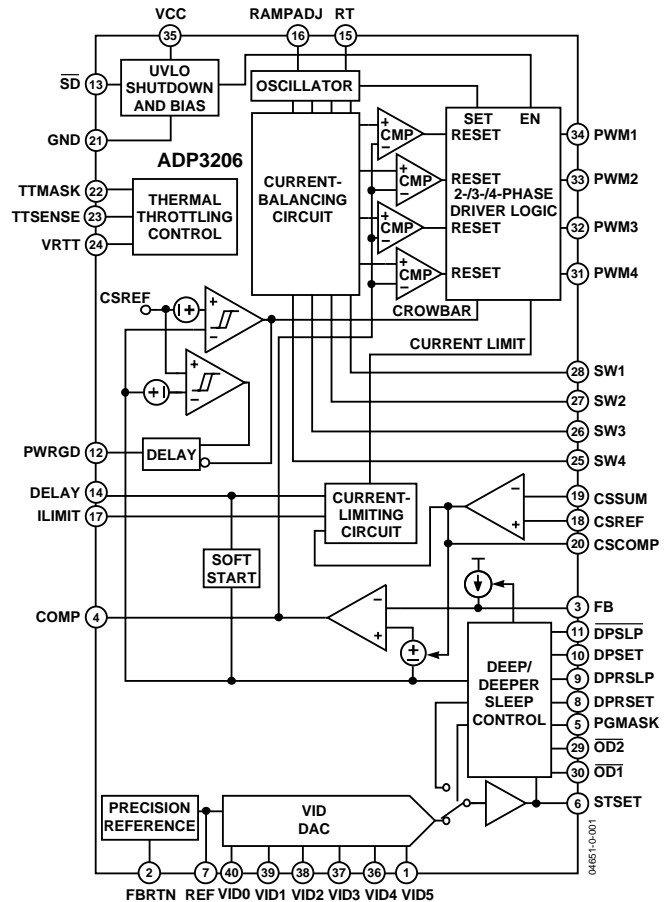 VCC
RAMPADJ RT
35
16
15
SD
13
UVLO
SHUTDOWN
AND BIAS
OSCILLATOR
SET EN
GND
21
ADP3206
CURRENT-
BALANCING
CIRCUIT
+
CMP
–
RESET
34
PWM1
+
CMP
–
RESET
33
PWM2
2-/3-/4-PHASE
DRIVER LOGIC
+
CMP
–
RESET
32
PWM3
+
CMP
–
RESET
31
PWM4
TTMASK
22
TTSENSE
23
VRTT
24
THERMAL
THROTTLING
CONTROL
CSREF
+
+
–
CROWBAR
CURRENT LIMIT
+
+
–
28
SW1
27
SW2
26
SW3
25
SW4
PWRGD
12
DELAY
DELAY
14
ILIMIT
17
CURRENT-
LIMITING
CIRCUIT
–
+
19
CSSUM
18
CSREF
20
CSCOMP
SOFT
START
COMP
4
–
+
+
–
3
FB
11
DPSLP
10
DPSET
9
DPRSLP
8
DPRSET
5
PGMASK
29
OD2
30
OD1
6
STSET
DEEP/
DEEPER
SLEEP
CONTROL
PRECISION
REFERENCE
VID
DAC
2
7
40
39
38
37
36
1
FBRTN
REF VID0 VID1 VID2 VID3 VID4 VID5
04651-0-001